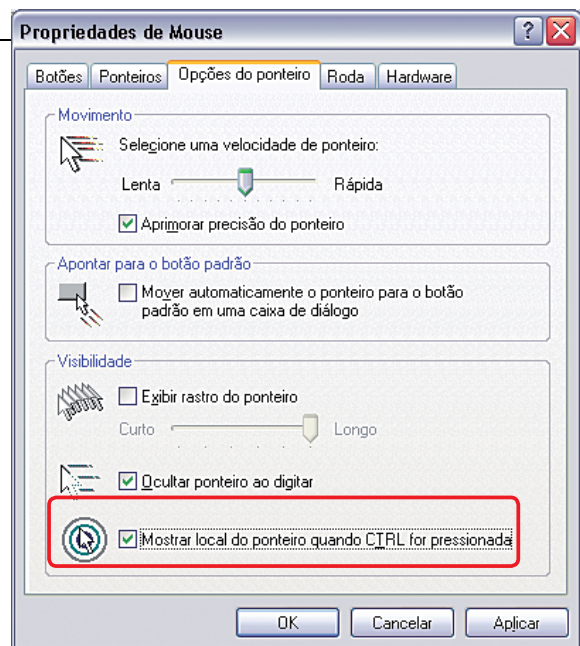 Propriedades de Mouse
Botões Ponteiros Opções do ponteiro Roda Hardware
Movimento
Selecione uma velocidade de ponteiro:
Lenta Rápida
Aprimorar precisão do ponteiro
Apontar para o botão padrão
Mover automaticamente o ponteiro para o botão
padrão em uma caixa de diálogo
Visibilidade
Exibir rastro do ponteiro
Curto Longo
Ocultar ponteiro ao digitar
Mostrar local do ponteiro quando CTRL for pressionada
OK Cancelar Aplicar